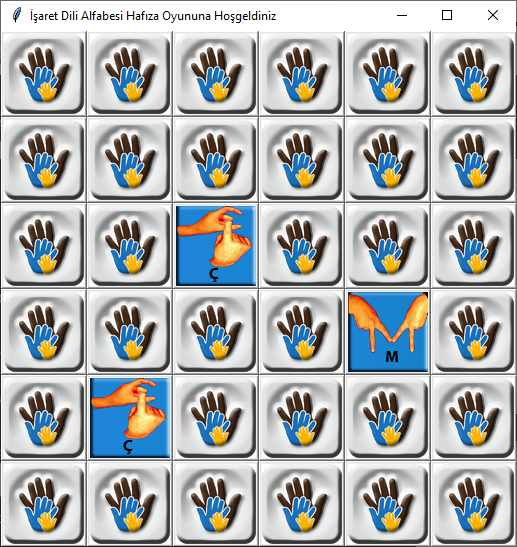 İşaret Dili Alfabesi Hafıza Oyununa Hoşgeldiniz
Ç
M
Ç